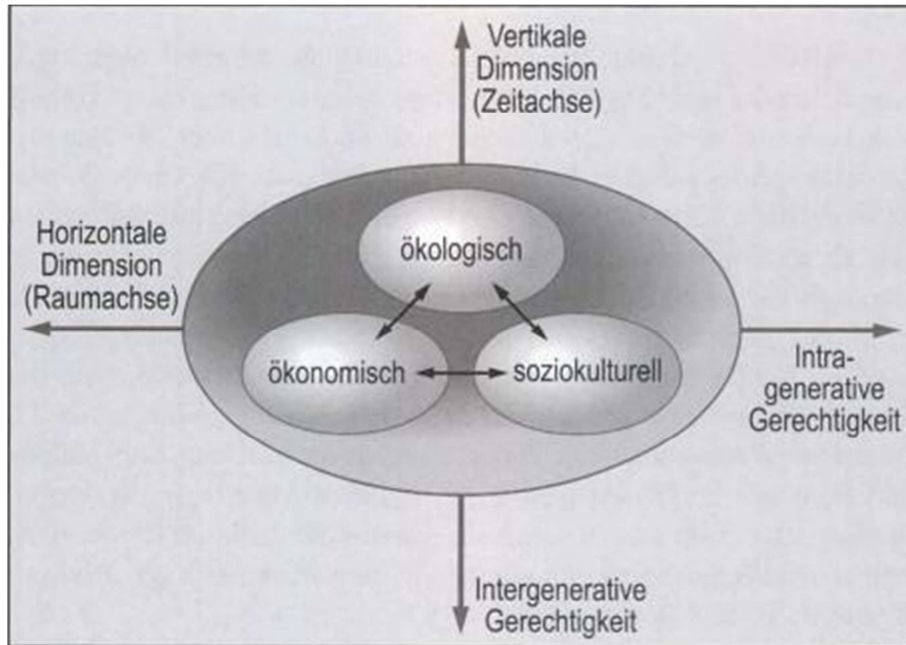 Vertikale
Dimension
(Zeitachse)
Horizontale
Dimension
(Raumachse)
ökologisch
ökonomisch
soziokulturell
Intra-
generative
Gerechtigkeit
Intergenerative
Gerechtigkeit